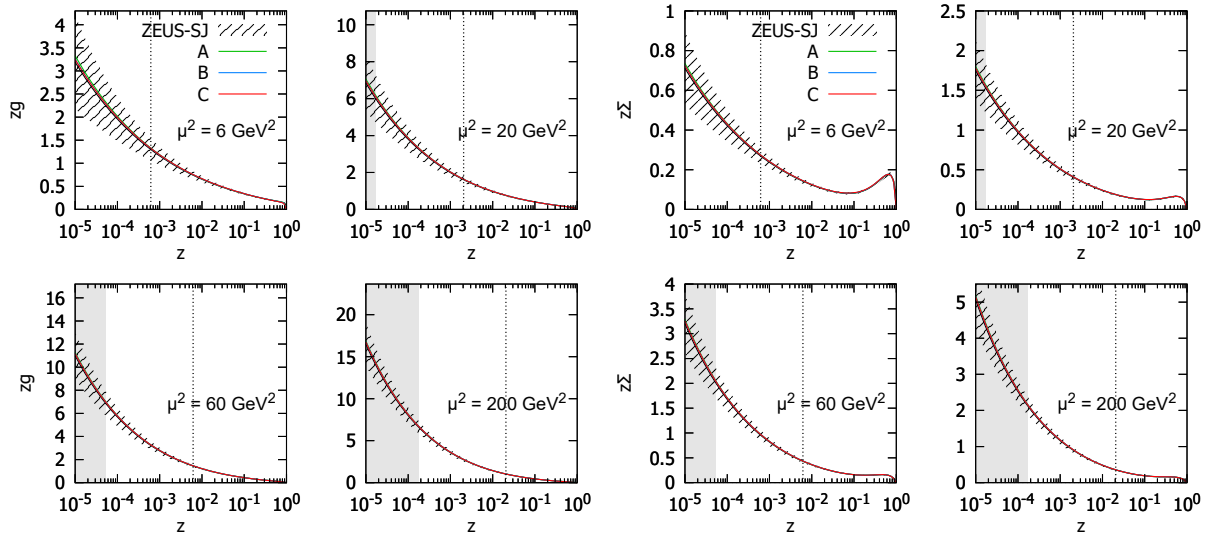 zg
4
3.5
3
2.5
2
1.5
1
0.5
0
ZEUS-SJ
A
B
C
μ² = 6 GeV²
10⁻⁵ 10⁻⁴ 10⁻³ 10⁻² 10⁻¹ 10⁰
z
20
16
12
8
4
0
μ² = 20 GeV²
10⁻⁵ 10⁻⁴ 10⁻³ 10⁻² 10⁻¹ 10⁰
z
zΣ
1
0.8
0.6
0.4
0.2
0
ZEUS-SJ
A
B
C
μ² = 6 GeV²
10⁻⁵ 10⁻⁴ 10⁻³ 10⁻² 10⁻¹ 10⁰
z
2.5
2
1.5
1
0.5
0
μ² = 20 GeV²
10⁻⁵ 10⁻⁴ 10⁻³ 10⁻² 10⁻¹ 10⁰
z
zg
16
14
12
10
8
6
4
2
0
μ² = 60 GeV²
10⁻⁵ 10⁻⁴ 10⁻³ 10⁻² 10⁻¹ 10⁰
z
20
15
10
5
0
μ² = 200 GeV²
10⁻⁵ 10⁻⁴ 10⁻³ 10⁻² 10⁻¹ 10⁰
z
zΣ
4
3.5
3
2.5
2
1.5
1
0.5
0
μ² = 60 GeV²
10⁻⁵ 10⁻⁴ 10⁻³ 10⁻² 10⁻¹ 10⁰
z
5
4
3
2
1
0
μ² = 200 GeV²
10⁻⁵ 10⁻⁴ 10⁻³ 10⁻² 10⁻¹ 10⁰
z